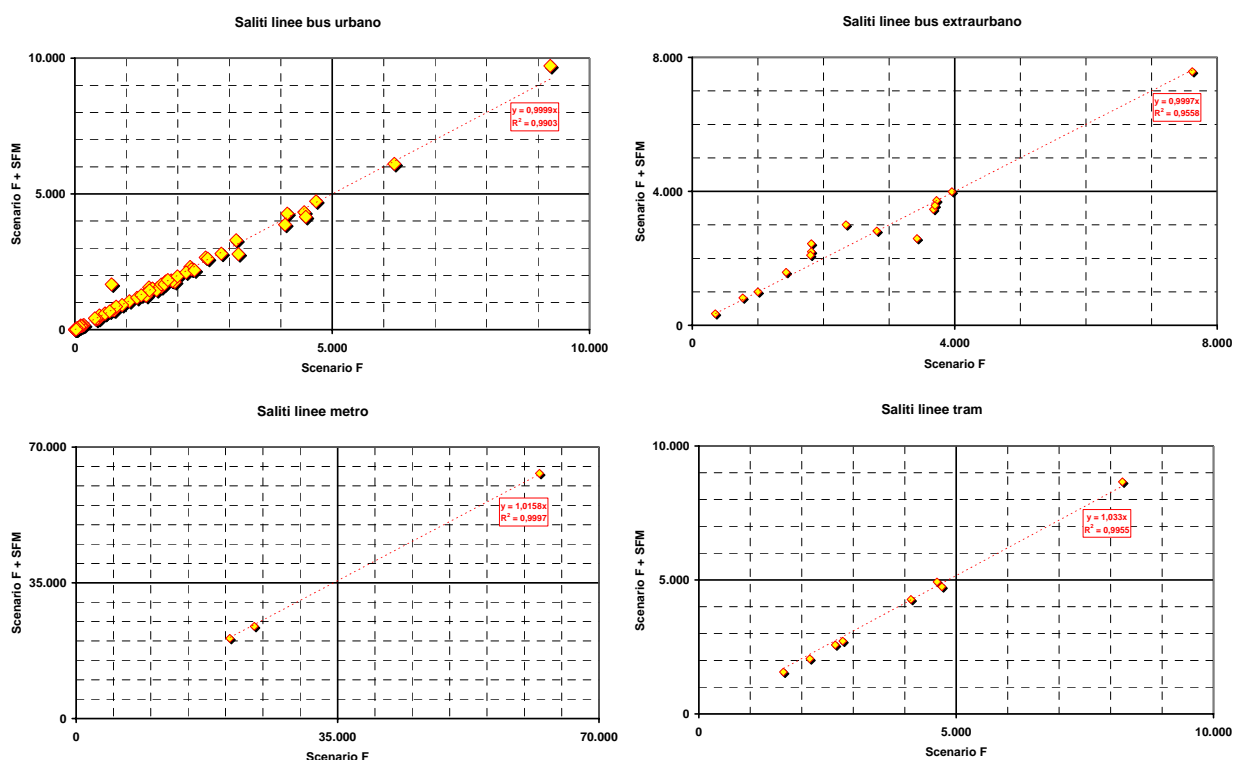 Saliti linee bus urbano
10.000
5.000
0
0
5.000
10.000
Scenario F + SFM
Scenario F
y = 0,9999x
R² = 0,9903
Saliti linee bus extraurbano
8.000
4.000
0
0
4.000
8.000
Scenario F + SFM
Scenario F
y = 0,9997x
R² = 0,9558
Saliti linee metro
70.000
35.000
0
0
35.000
70.000
Scenario F + SFM
Scenario F
y = 1,0158x
R² = 0,9997
Saliti linee tram
10.000
5.000
0
0
5.000
10.000
Scenario F + SFM
Scenario F
y = 1,033x
R² = 0,9955